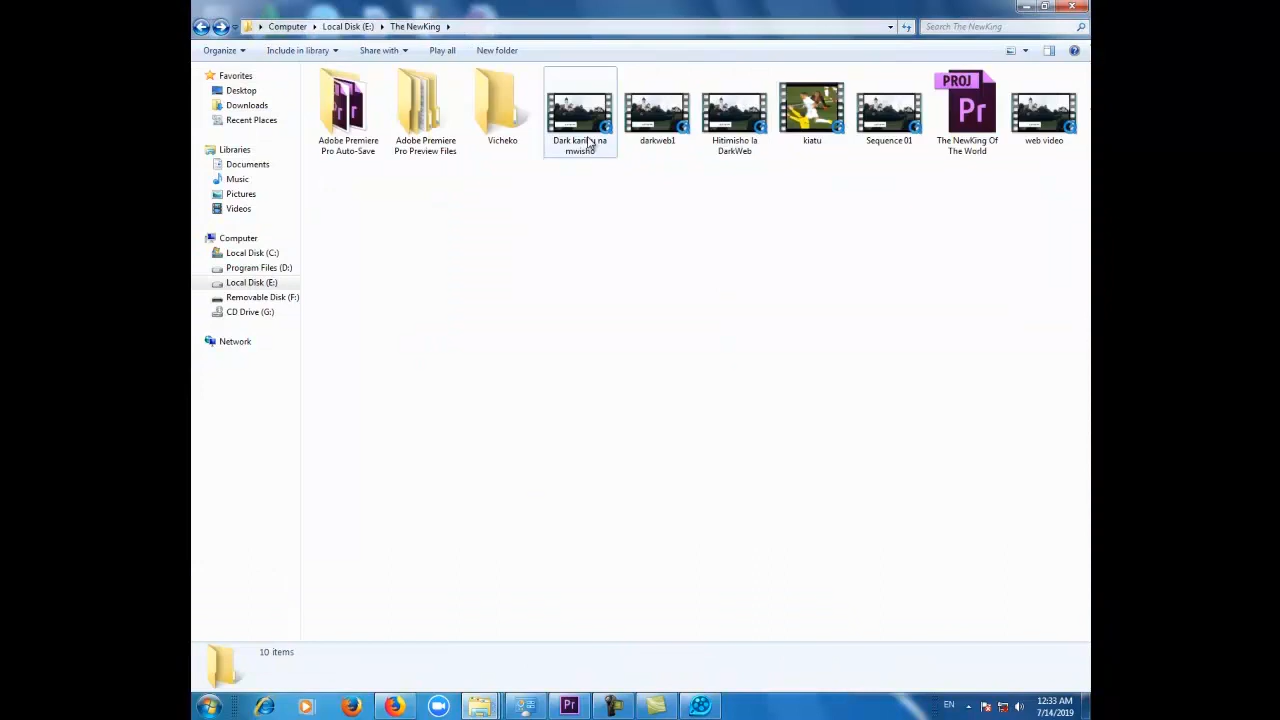 Computer Local Disk (E:) The NewKing Search The NewKing
Organize Include in library Share with Play all New folder
Favorites
Desktop
Downloads
Recent Places
Libraries
Documents
Music
Pictures
Videos
Computer
Local Disk (C:)
Program Files (D:)
Local Disk (E:)
Removable Disk (F:)
CD Drive (G:)
Network
Adobe Premiere
Pro Auto-Save
Adobe Premiere
Pro Preview Files
Vicheko
Dark na
mwisho
darkweb1
Hitimisho la
DarkWeb
kiatu
Sequence 01
PROJ
Pr
The NewKing Of
The World
web video
10 items
Pr
EN
12:33 AM
7/14/2019